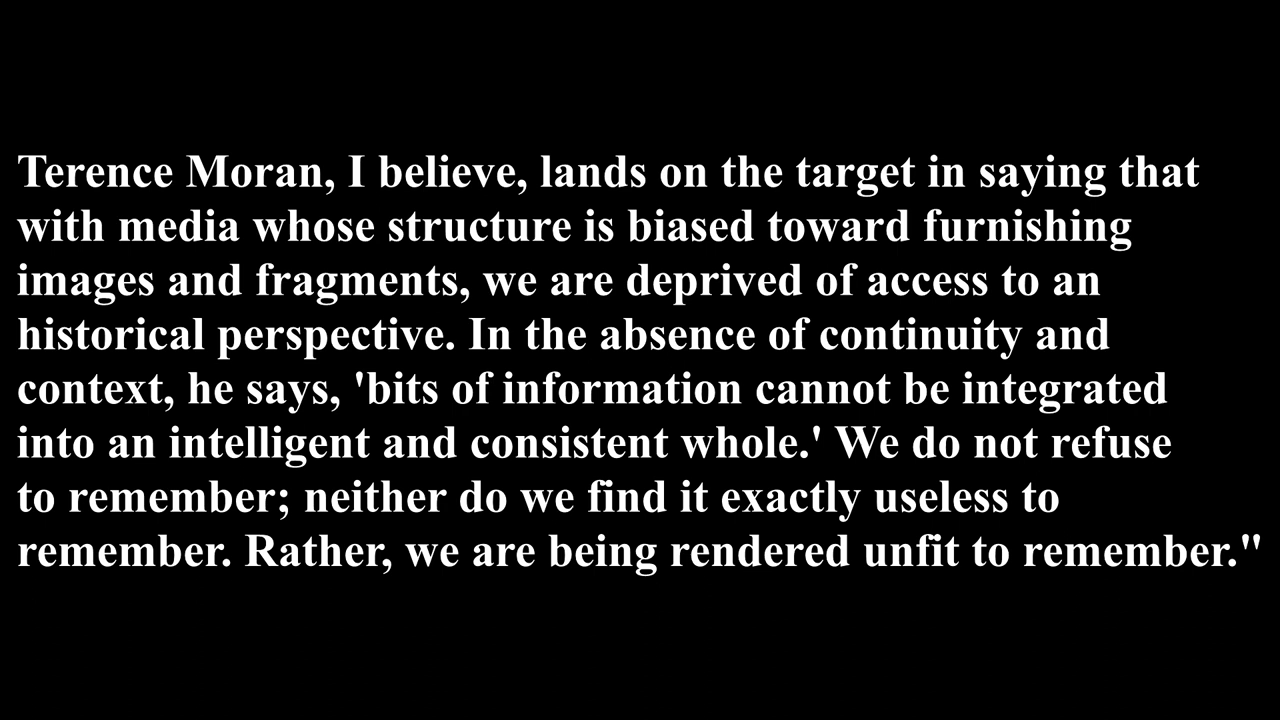 Terence Moran, I believe, lands on the target in saying that
with media whose structure is biased toward furnishing
images and fragments, we are deprived of access to an
historical perspective. In the absence of continuity and
context, he says, 'bits of information cannot be integrated
into an intelligent and consistent whole.' We do not refuse
to remember; neither do we find it exactly useless to
remember. Rather, we are being rendered unfit to remember."